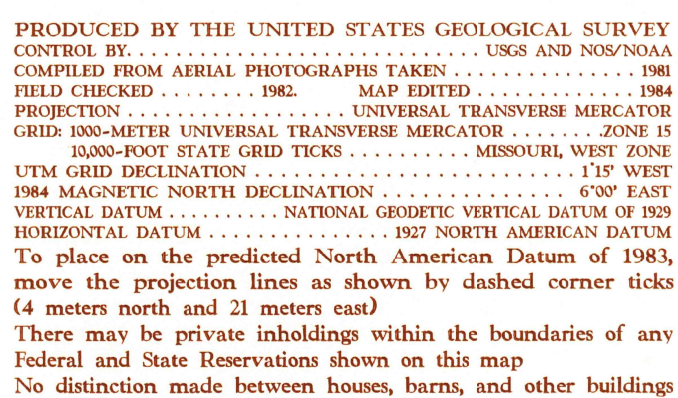 PRODUCED BY THE UNITED STATES GEOLOGICAL SURVEY
CONTROL BY. . . . . . . . . . . . . . . . . . . . . . . . . . . . . . . . USGS AND NOS/NOAA
COMPILED FROM AERIAL PHOTOGRAPHS TAKEN . . . . . . . . . . . . . . . . 1981
FIELD CHECKED . . . . . . . . 1982. MAP EDITED . . . . . . . . . . . . . . 1984
PROJECTION . . . . . . . . . . . . . . . . . . . UNIVERSAL TRANSVERSE MERCATOR
GRID: 1000-METER UNIVERSAL TRANSVERSE MERCATOR . . . . . . . .ZONE 15
10,000-FOOT STATE GRID TICKS . . . . . . . . . . MISSOURI, WEST ZONE
UTM GRID DECLINATION . . . . . . . . . . . . . . . . . . . . . . . . . . . . 1°15' WEST
1984 MAGNETIC NORTH DECLINATION . . . . . . . . . . . . . . . . 6°00' EAST
VERTICAL DATUM . . . . . . . . . . NATIONAL GEODETIC VERTICAL DATUM OF 1929
HORIZONTAL DATUM . . . . . . . . . . . . . . . . 1927 NORTH AMERICAN DATUM
To place on the predicted North American Datum of 1983,
move the projection lines as shown by dashed corner ticks
(4 meters north and 21 meters east)
There may be private inholdings within the boundaries of any
Federal and State Reservations shown on this map
No distinction made between houses, barns, and other buildings